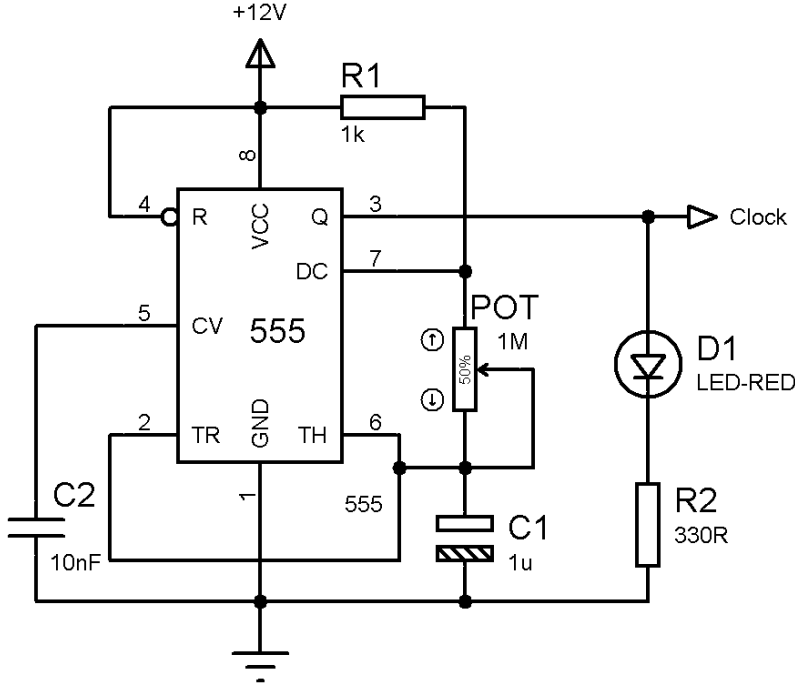 +12V
R1
1k
8
4
R
VCC
Q
3
Clock
DC
7
5
CV
555
POT
1M
50%
D1
LED-RED
2
TR
GND
TH
6
1
555
C2
10nF
C1
1u
R2
330R